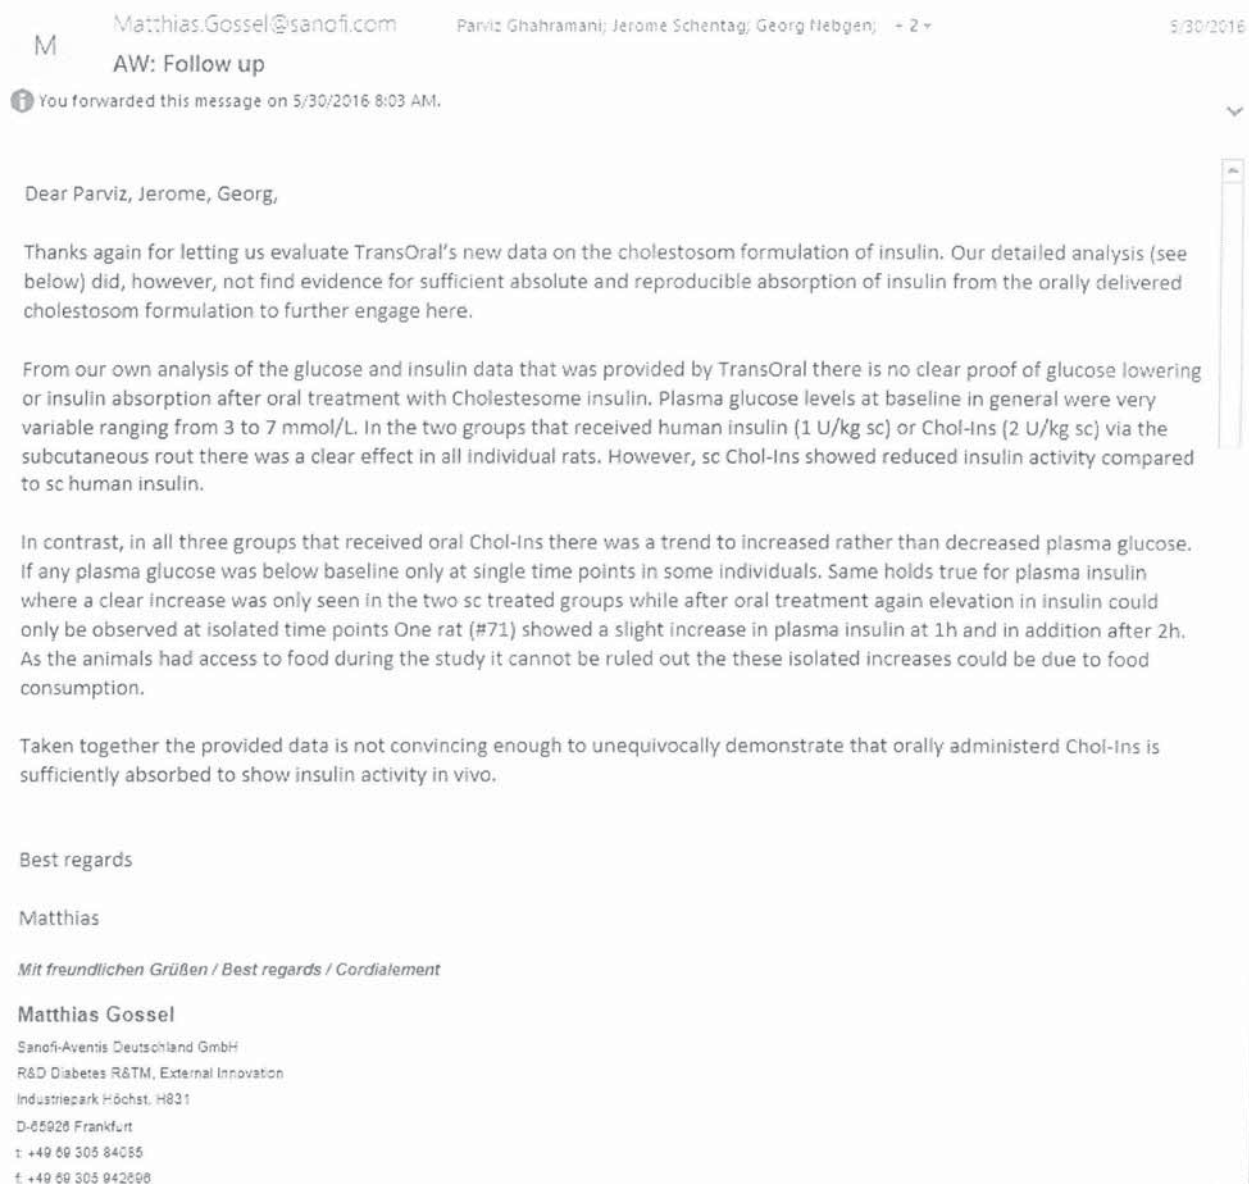 Matthias.Gossel@sanofi.com Parviz Ghahramani; Jerome Schentag; Georg Nebgen; + 2 5/30/2016
M
AW: Follow up
You forwarded this message on 5/30/2016 8:03 AM.
Dear Parviz, Jerome, Georg,
Thanks again for letting us evaluate TransOral's new data on the cholestosom formulation of insulin. Our detailed analysis (see
below) did, however, not find evidence for sufficient absolute and reproducible absorption of insulin from the orally delivered
cholestosom formulation to further engage here.
From our own analysis of the glucose and insulin data that was provided by TransOral there is no clear proof of glucose lowering
or insulin absorption after oral treatment with Cholestesome insulin. Plasma glucose levels at baseline in general were very
variable ranging from 3 to 7 mmol/L. In the two groups that received human insulin (1 U/kg sc) or Chol-Ins (2 U/kg sc) via the
subcutaneous rout there was a clear effect in all individual rats. However, sc Chol-Ins showed reduced insulin activity compared
to sc human insulin.
In contrast, in all three groups that received oral Chol-Ins there was a trend to increased rather than decreased plasma glucose.
If any plasma glucose was below baseline only at single time points in some individuals. Same holds true for plasma insulin
where a clear increase was only seen in the two sc treated groups while after oral treatment again elevation in insulin could
only be observed at isolated time points One rat (#71) showed a slight increase in plasma insulin at 1h and in addition after 2h.
As the animals had access to food during the study it cannot be ruled out the these isolated increases could be due to food
consumption.
Taken together the provided data is not convincing enough to unequivocally demonstrate that orally administerd Chol-Ins is
sufficiently absorbed to show insulin activity in vivo.
Best regards
Matthias
Mit freundlichen Grüßen / Best regards / Cordialement
Matthias Gossel
Sanofi-Aventis Deutschland GmbH
R&D Diabetes R&TM, External Innovation
Industriepark Höchst, H831
D-65926 Frankfurt
t: +49 69 305 84085
f: +49 69 305 942696